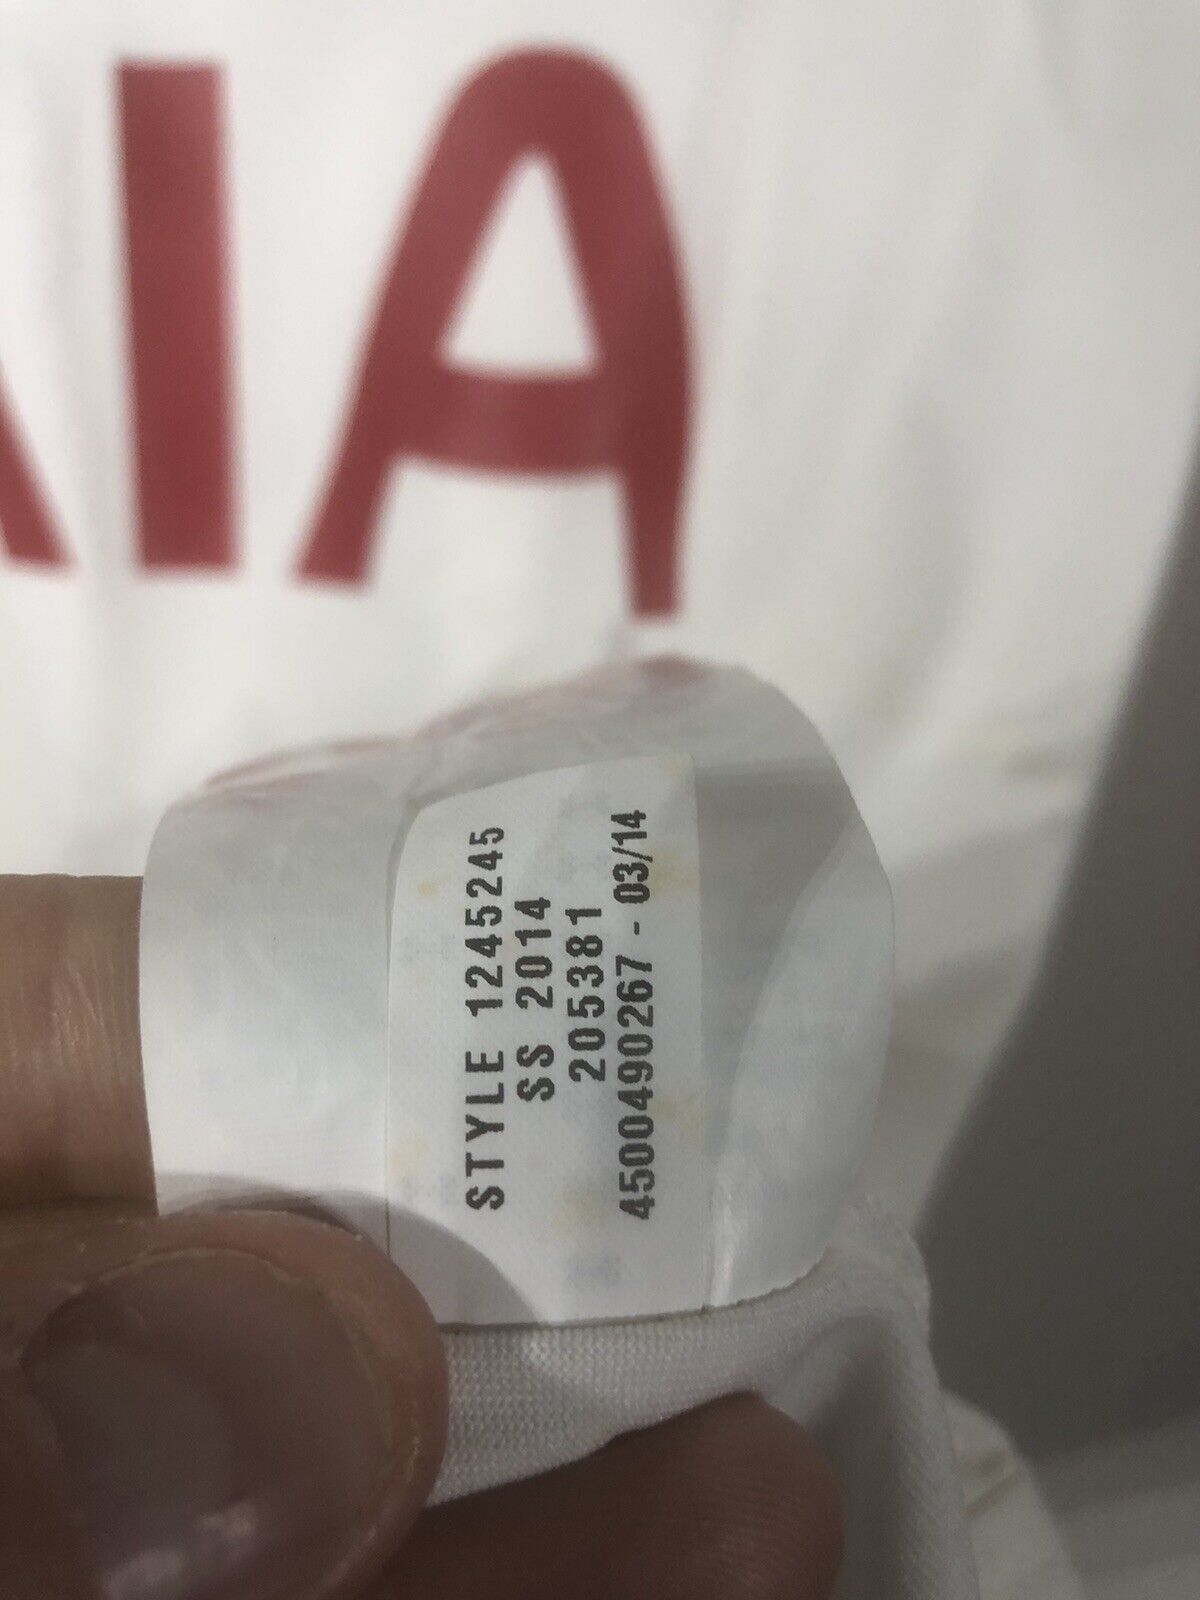 AIA
STYLE 1245245
SS 2014
205381
4500490267 - 03/14